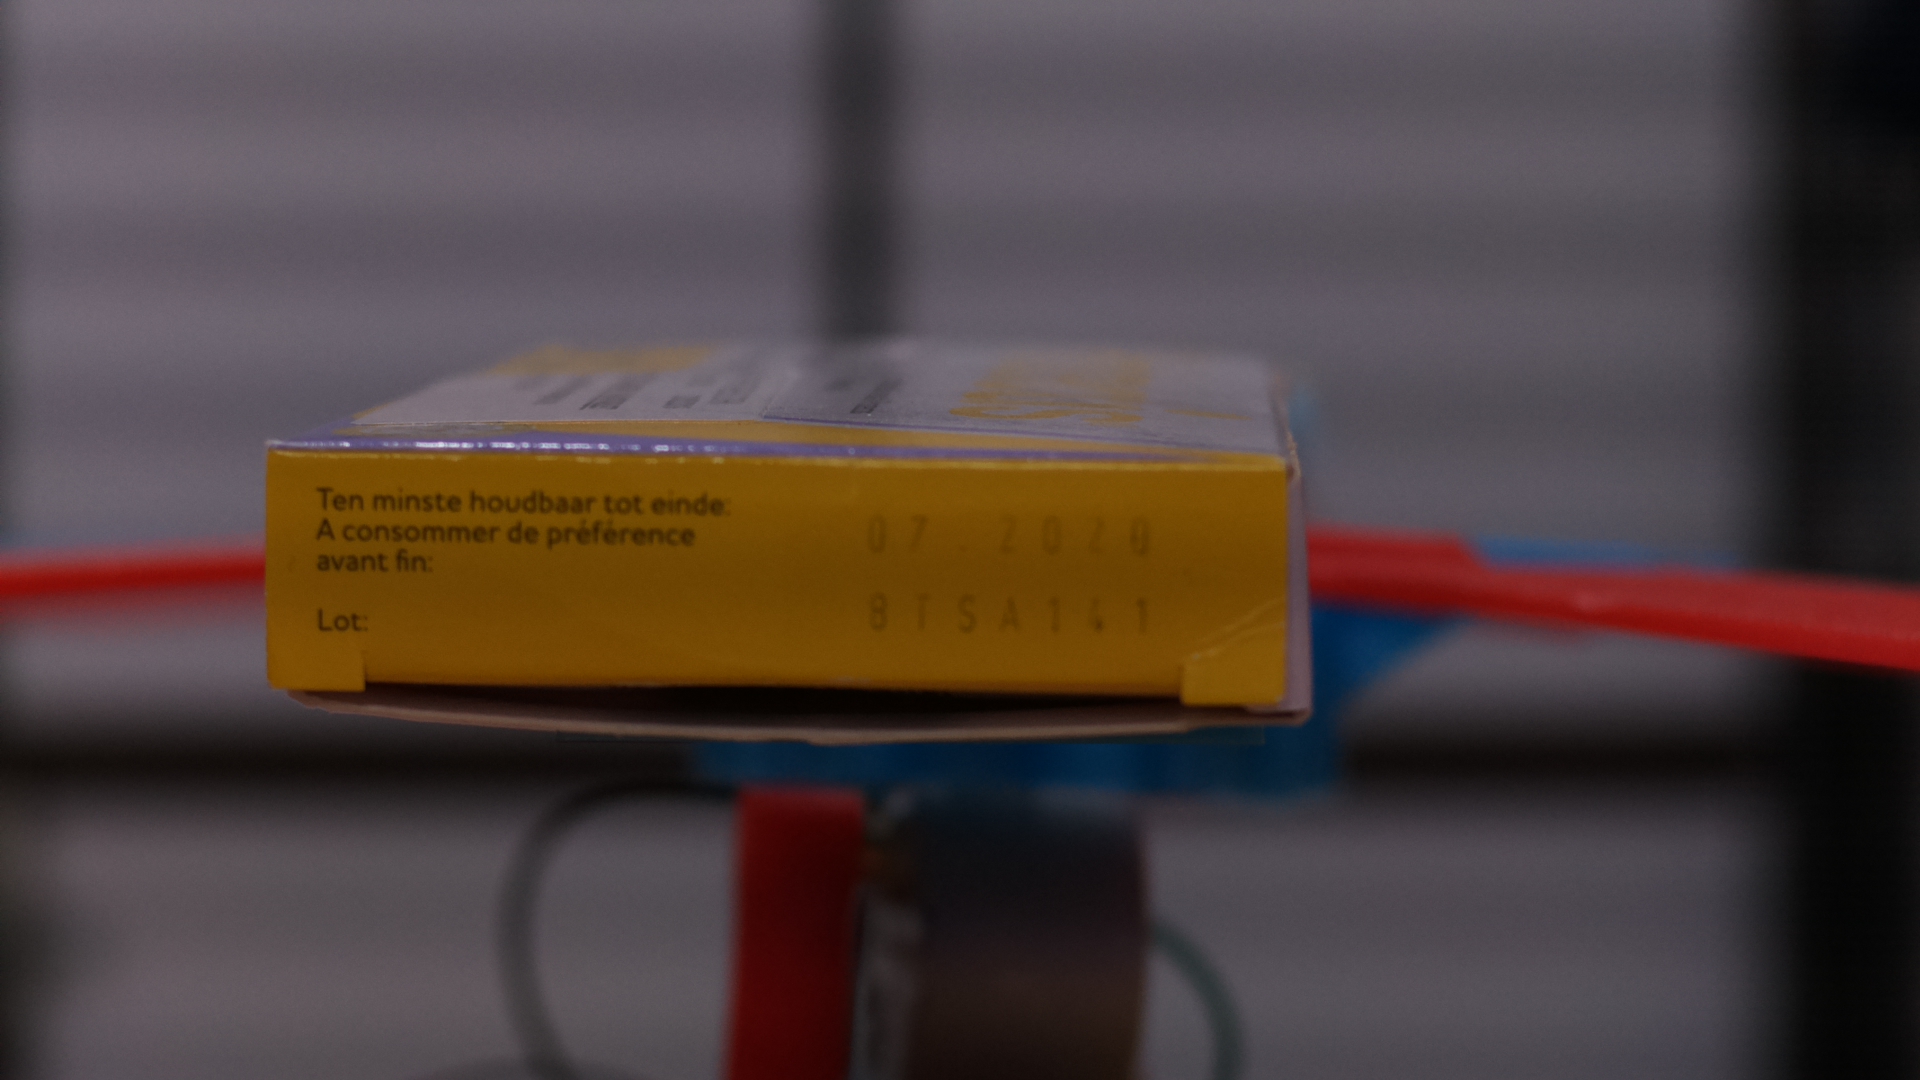 Ten minste houdbaar tot einde:
A consommer de préférence
avant fin:
07.2020
Lot:
8TSA141